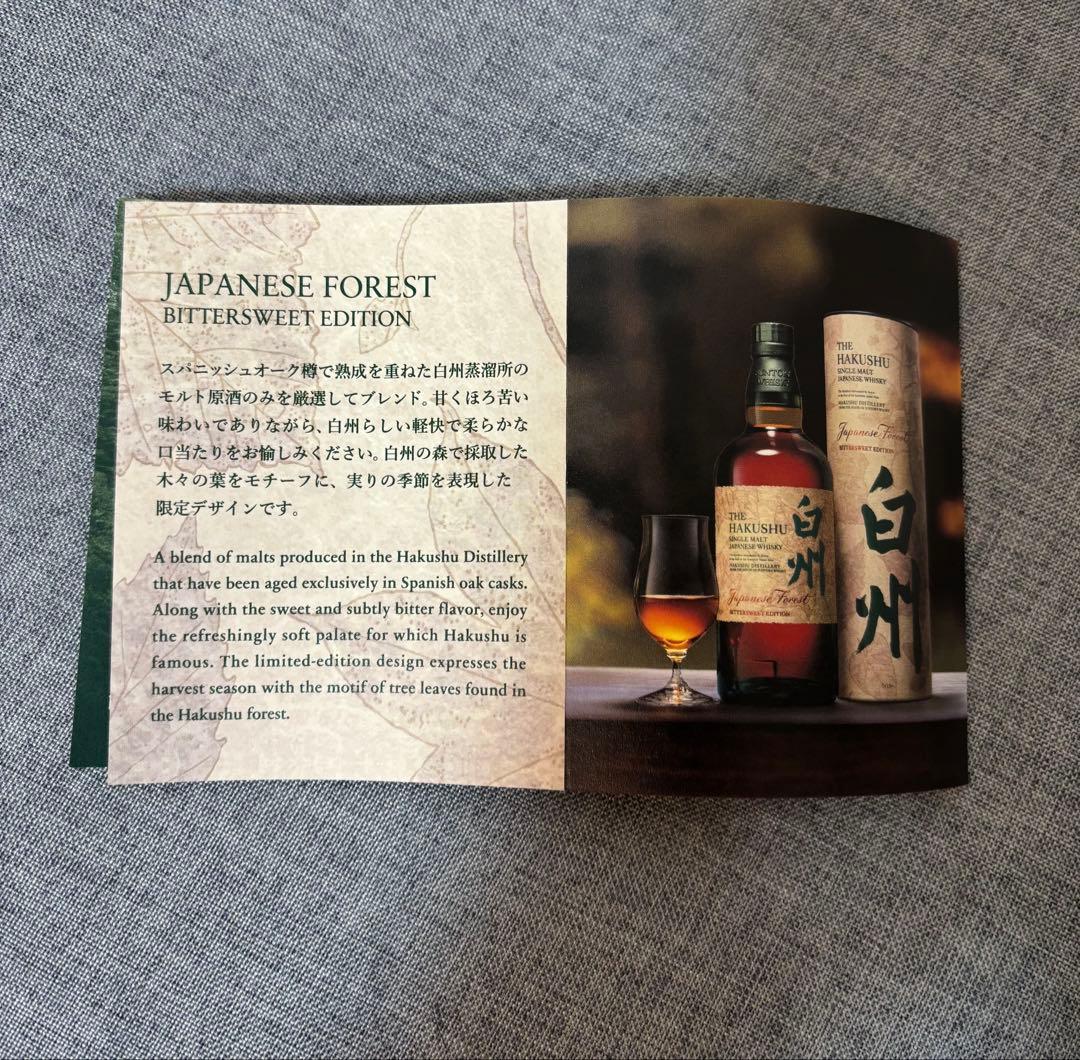 JAPANESE FOREST
BITTERSWEET EDITION
スパニッシュオーク樽で熟成を重ねた白州蒸溜所の
モルト原酒のみを厳選してブレンド。甘くほろ苦い
味わいでありながら、白州らしい軽快で柔らかな
口当たりをお愉しみください。白州の森で採取した
木々の葉をモチーフに、実りの季節を表現した
限定デザインです。
A blend of malts produced in the Hakushu Distillery
that have been aged exclusively in Spanish oak casks.
Along with the sweet and subtly bitter flavor, enjoy
the refreshingly soft palate for which Hakushu is
famous. The limited-edition design expresses the
harvest season with the motif of tree leaves found in
the Hakushu forest.
SUNTORY
WHISKY
THE
HAKUSHU
SINGLE MALT
JAPANESE WHISKY
HAKUSHU DISTILLERY
Japanese Forest
BITTERSWEET EDITION
白州
THE
HAKUSHU
SINGLE MALT
JAPANESE WHISKY
HAKUSHU DISTILLERY
Japanese Forest
BITTERSWEET EDITION
白州